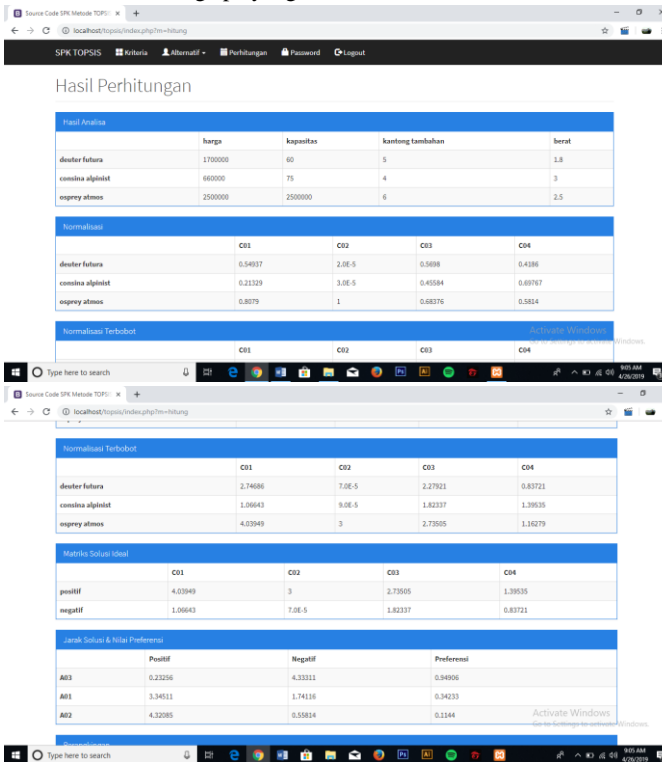 Source Code SPK Metode TOPSI
localhost/topsis/index.php?m=hitung
SPK TOPSIS Kriteria Alternatif Perhitungan Password Logout
Hasil Perhitungan
Hasil Analisa
harga kapasitas kantong tambahan berat
deuter futura 1700000 60 5 1.8
consina alpinist 660000 75 4 3
osprey atmos 2500000 2500000 6 2.5
Normalisasi
C01 C02 C03 C04
deuter futura 0.54937 2.0E-5 0.5698 0.4186
consina alpinist 0.21329 3.0E-5 0.45584 0.69767
osprey atmos 0.8079 1 0.68376 0.5814
Normalisasi Terbobot
Activate Windows
Go to Settings to activate Windows.
C01 C02 C03 C04
Type here to search
9:05 AM
4/26/2019
Source Code SPK Metode TOPSI
localhost/topsis/index.php?m=hitung
Normalisasi Terbobot
C01 C02 C03 C04
deuter futura 2.74686 7.0E-5 2.27921 0.83721
consina alpinist 1.06643 9.0E-5 1.82337 1.39535
osprey atmos 4.03949 3 2.73505 1.16279
Matriks Solusi Ideal
C01 C02 C03 C04
positif 4.03949 3 2.73505 1.39535
negatif 1.06643 7.0E-5 1.82337 0.83721
Jarak Solusi & Nilai Preferensi
Positif Negatif Preferensi
A03 0.23256 4.33311 0.94906
A01 3.34511 1.74116 0.34233
A02 4.32085 0.55814 0.1144
Activate Windows
Go to Settings to activate Windows.
Perangkingan
Type here to search
9:05 AM
4/26/2019